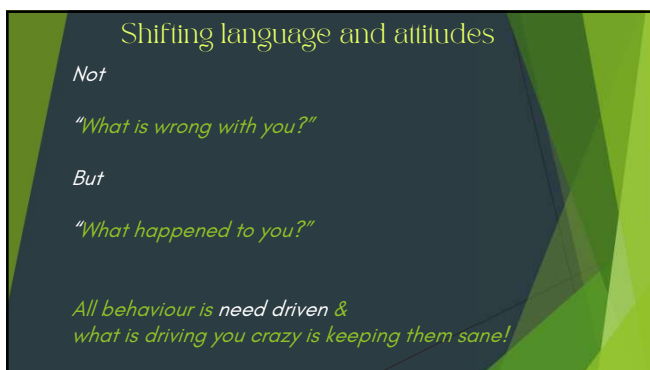 Shifting language and attitudes
Not
“What is wrong with you?”
But
“What happened to you?”
All behaviour is need driven &
what is driving you crazy is keeping them sane!